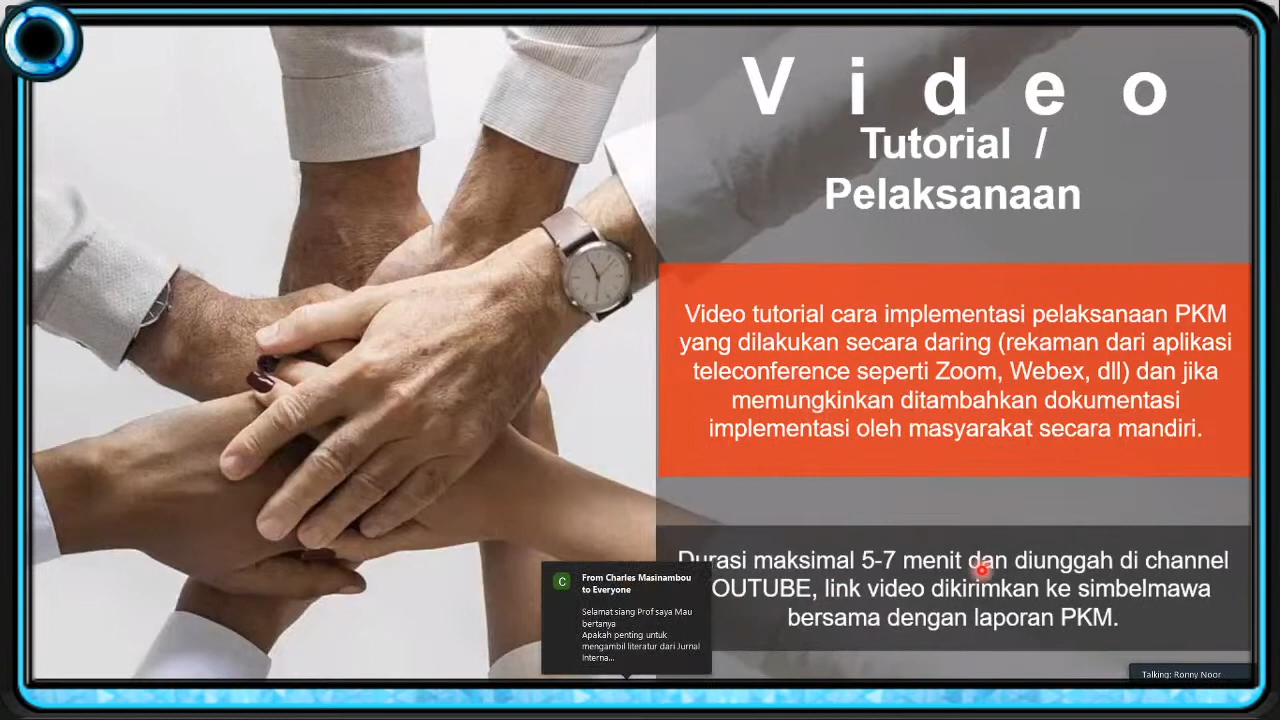 V i d e o
Tutorial /
Pelaksanaan
Video tutorial cara implementasi pelaksanaan PKM
yang dilakukan secara daring (rekaman dari aplikasi
teleconference seperti Zoom, Webex, dll) dan jika
memungkinkan ditambahkan dokumentasi
implementasi oleh masyarakat secara mandiri.
Durasi maksimal 5-7 menit dan diunggah di channel
OUTUBE, link video dikirimkan ke simbelmawa
bersama dengan laporan PKM.
C
From Charles Masinambou
to Everyone
Selamat siang Prof saya Mau
bertanya
Apakah penting untuk
mengambil literatur dari Jurnal
Interna...
Talking: Ronny Noor